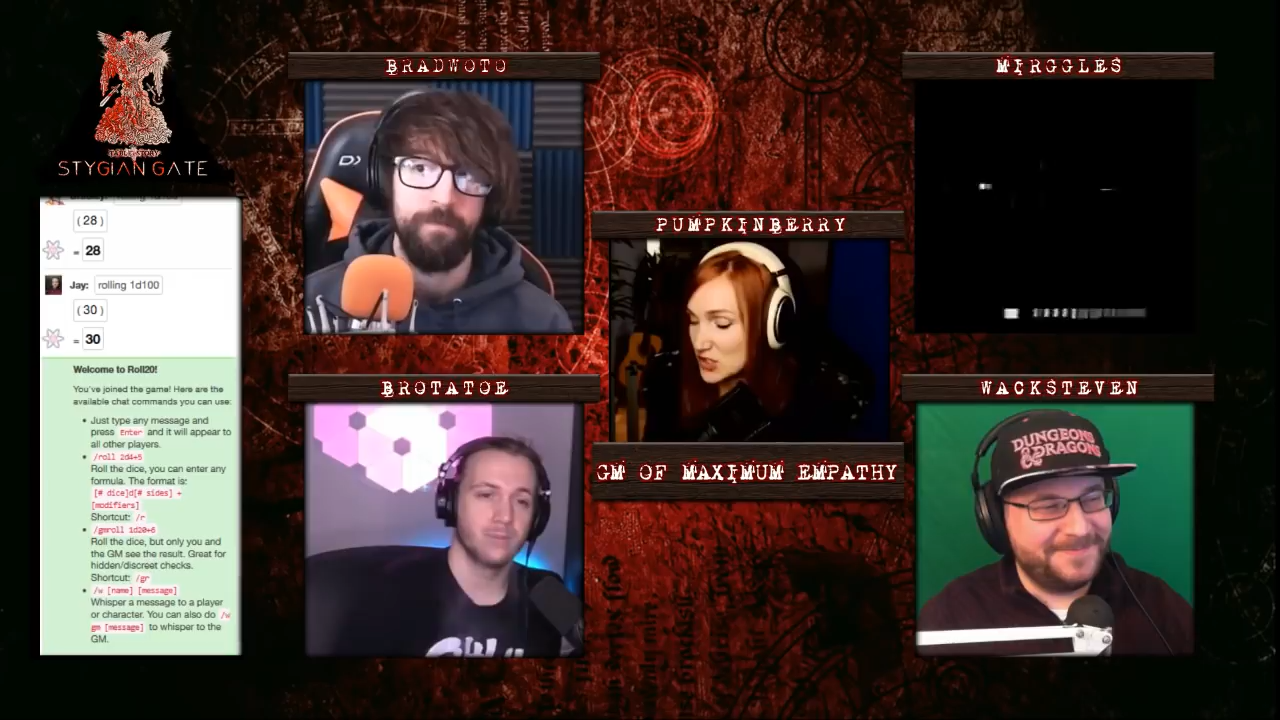 STYGIAN GATE
(28)
= 28
Jay: rolling 1d100
(30)
= 30
Welcome to Roll20!
You've joined the game! Here are the
available chat commands you can use:
• Just type any message and
press Enter and it will appear to
all other players.
• /roll 2d4+5
Roll the dice, you can enter any
formula. The format is:
[# dice]d[# sides] +
[modifiers]
Shortcut: /r
• /gmroll 1d20+6
Roll the dice, but only you and
the GM see the result. Great for
hidden/discreet checks.
Shortcut: /gr
• /w [name] [message]
Whisper a message to a player
or character. You can also do /w
gm [message] to whisper to the
GM.
BRADWOTO
BROTATOE
PUMPKINBERRY
GM OF MAXIMUM EMPATHY
MIRGGLES
WACKSTEVEN
DUNGEONS
& DRAGONS